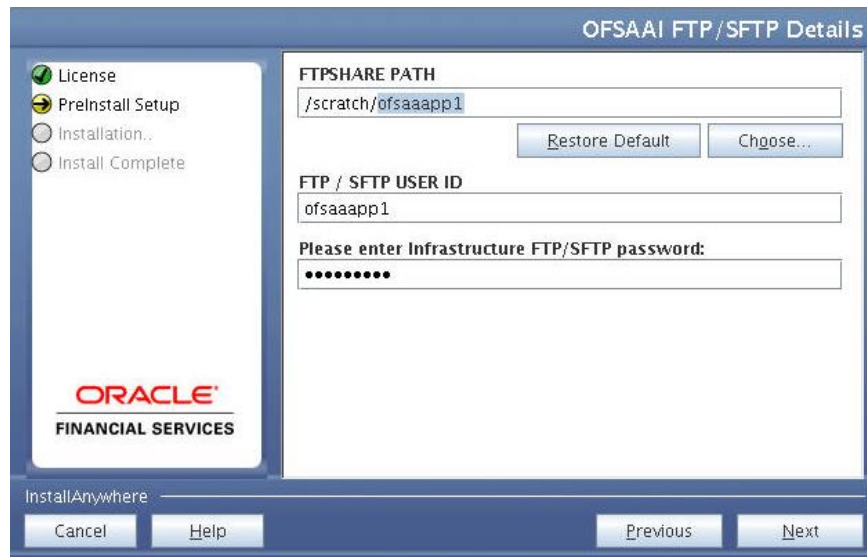 OFSAAI FTP/SFTP Details
License
PreInstall Setup
Installation..
Install Complete
ORACLE
FINANCIAL SERVICES
FTPSHARE PATH
/scratch/ofsaaapp1
Restore Default
Choose...
FTP / SFTP USER ID
ofsaaapp1
Please enter Infrastructure FTP/SFTP password:
•••••••••
InstallAnywhere
Cancel
Help
Previous
Next